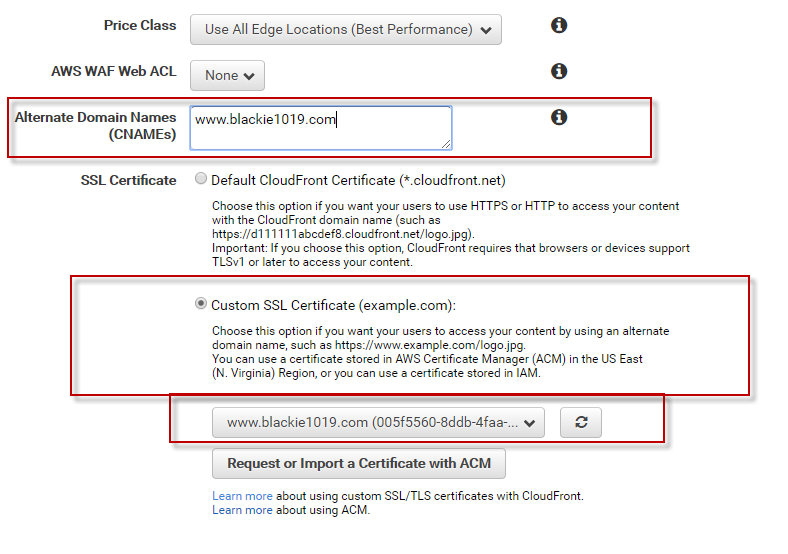 Price Class
Use All Edge Locations (Best Performance)
AWS WAF Web ACL
None
Alternate Domain Names
(CNAMEs)
www.blackie1019.com
SSL Certificate
Default CloudFront Certificate (*.cloudfront.net)
Choose this option if you want your users to use HTTPS or HTTP to access your content
with the CloudFront domain name (such as
https://d111111abcdef8.cloudfront.net/logo.jpg).
Important: If you choose this option, CloudFront requires that browsers or devices support
TLSv1 or later to access your content.
Custom SSL Certificate (example.com):
Choose this option if you want your users to access your content by using an alternate
domain name, such as https://www.example.com/logo.jpg.
You can use a certificate stored in AWS Certificate Manager (ACM) in the US East
(N. Virginia) Region, or you can use a certificate stored in IAM.
www.blackie1019.com (005f5560-8ddb-4faa-...
Request or Import a Certificate with ACM
Learn more about using custom SSL/TLS certificates with CloudFront.
Learn more about using ACM.